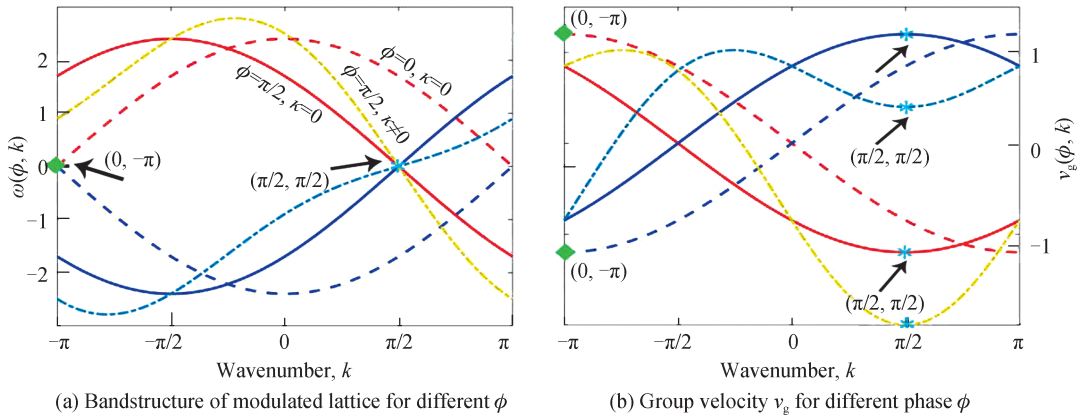 2
1
0
−1
−2
ω(ϕ, k)
−π
−π/2
0
π/2
π
Wavenumber, k
ϕ=0, κ=0
ϕ=π/2, κ=0
ϕ=π/2, κ≠0
(0, −π)
(π/2, π/2)
(a) Bandstructure of modulated lattice for different ϕ
(0, −π)
(0, −π)
(π/2, π/2)
(π/2, π/2)
1
0
−1
v_g(ϕ, k)
−π
−π/2
0
π/2
π
Wavenumber, k
(b) Group velocity v_g for different phase ϕ